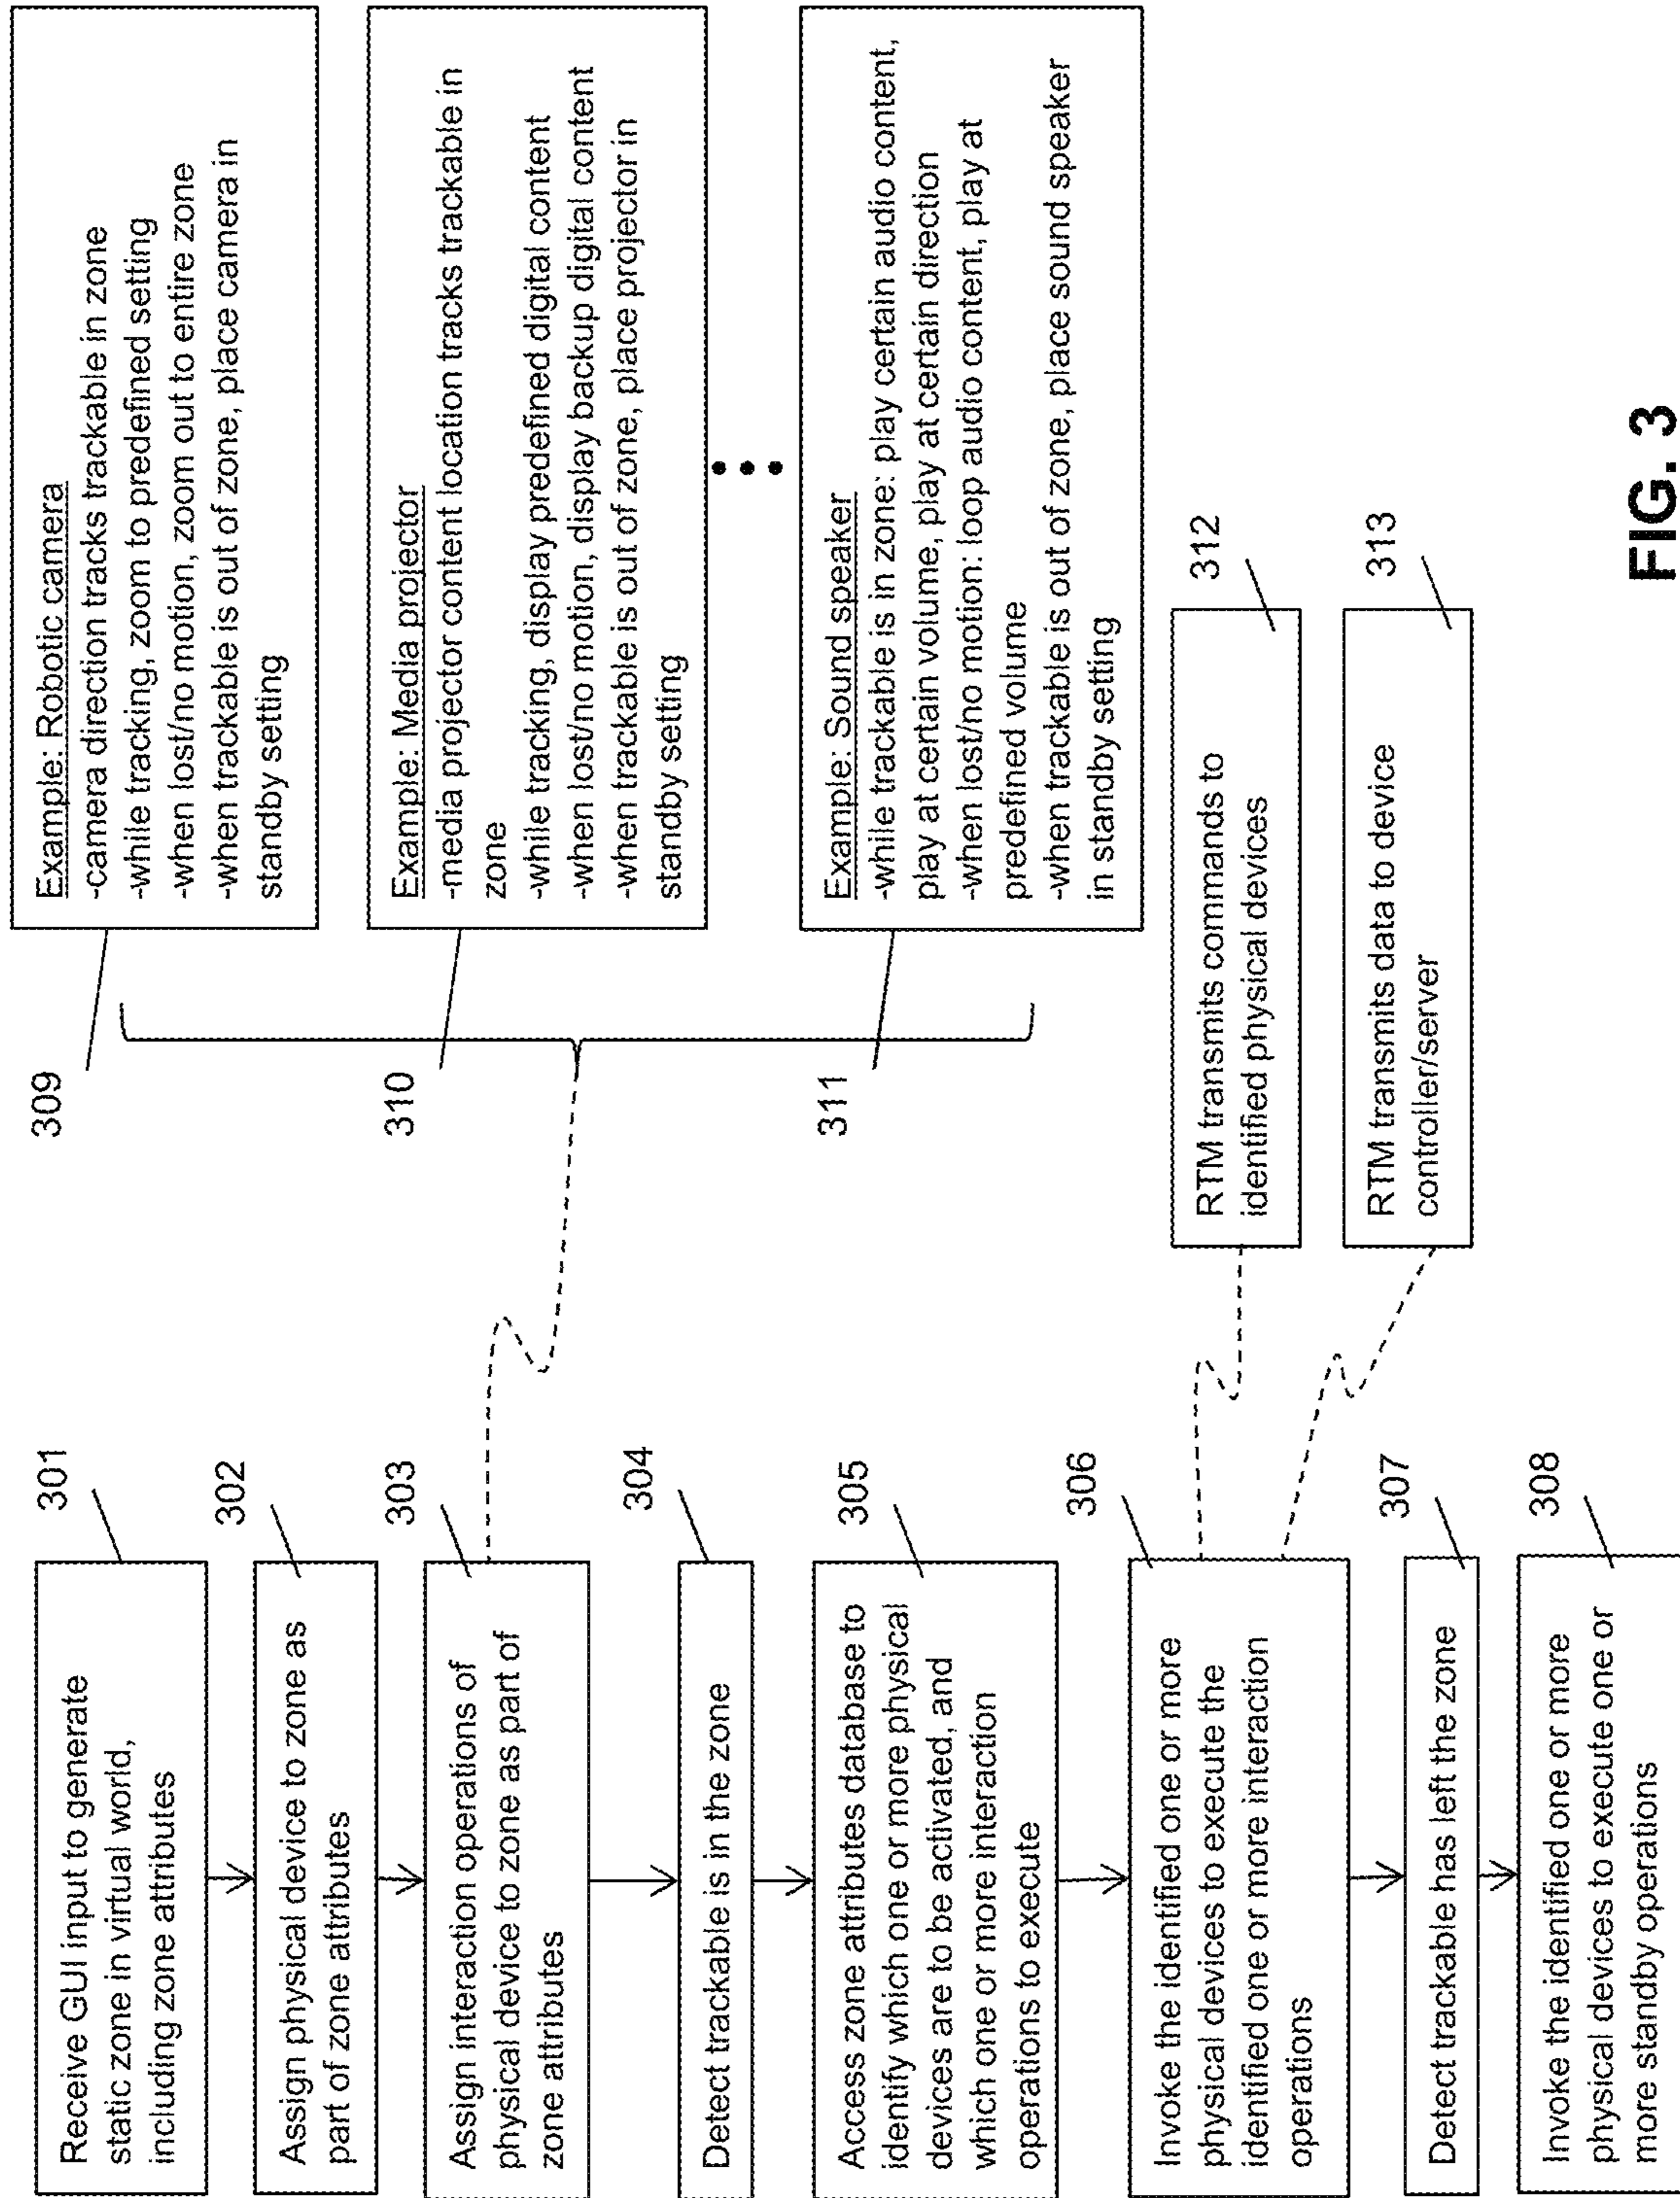 301
Receive GUI input to generate
static zone in virtual world,
including zone attributes
302
Assign physical device to zone as
part of zone attributes
303
Assign interaction operations of
physical device to zone as part of
zone attributes
304
Detect trackable is in the zone
305
Access zone attributes database to
identify which one or more physical
devices are to be activated, and
which one or more interaction
operations to execute
306
Invoke the identified one or more
physical devices to execute the
identified one or more interaction
operations
307
Detect trackable has left the zone
308
Invoke the identified one or more
physical devices to execute one or
more standby operations
309
Example: Robotic camera
-camera direction tracks trackable in zone
-while tracking, zoom to predefined setting
-when lost/no motion, zoom out to entire zone
-when trackable is out of zone, place camera in
standby setting
310
Example: Media projector
-media projector content location tracks trackable in
zone
-while tracking, display predefined digital content
-when lost/no motion, display backup digital content
-when trackable is out of zone, place projector in
standby setting
311
Example: Sound speaker
-while trackable is in zone: play certain audio content,
play at certain volume, play at certain direction
-when lost/no motion: loop audio content, play at
predefined volume
-when trackable is out of zone, place sound speaker
in standby setting
312
RTM transmits commands to
identified physical devices
313
RTM transmits data to device
controller/server
FIG. 3